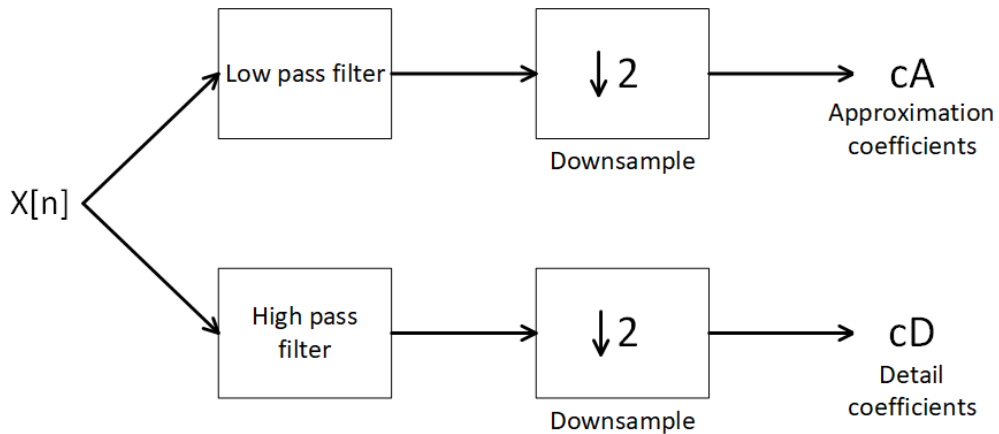 Low pass filter
↓2
cA
Approximation
coefficients
Downsample
X[n]
High pass
filter
↓2
cD
Detail
coefficients
Downsample